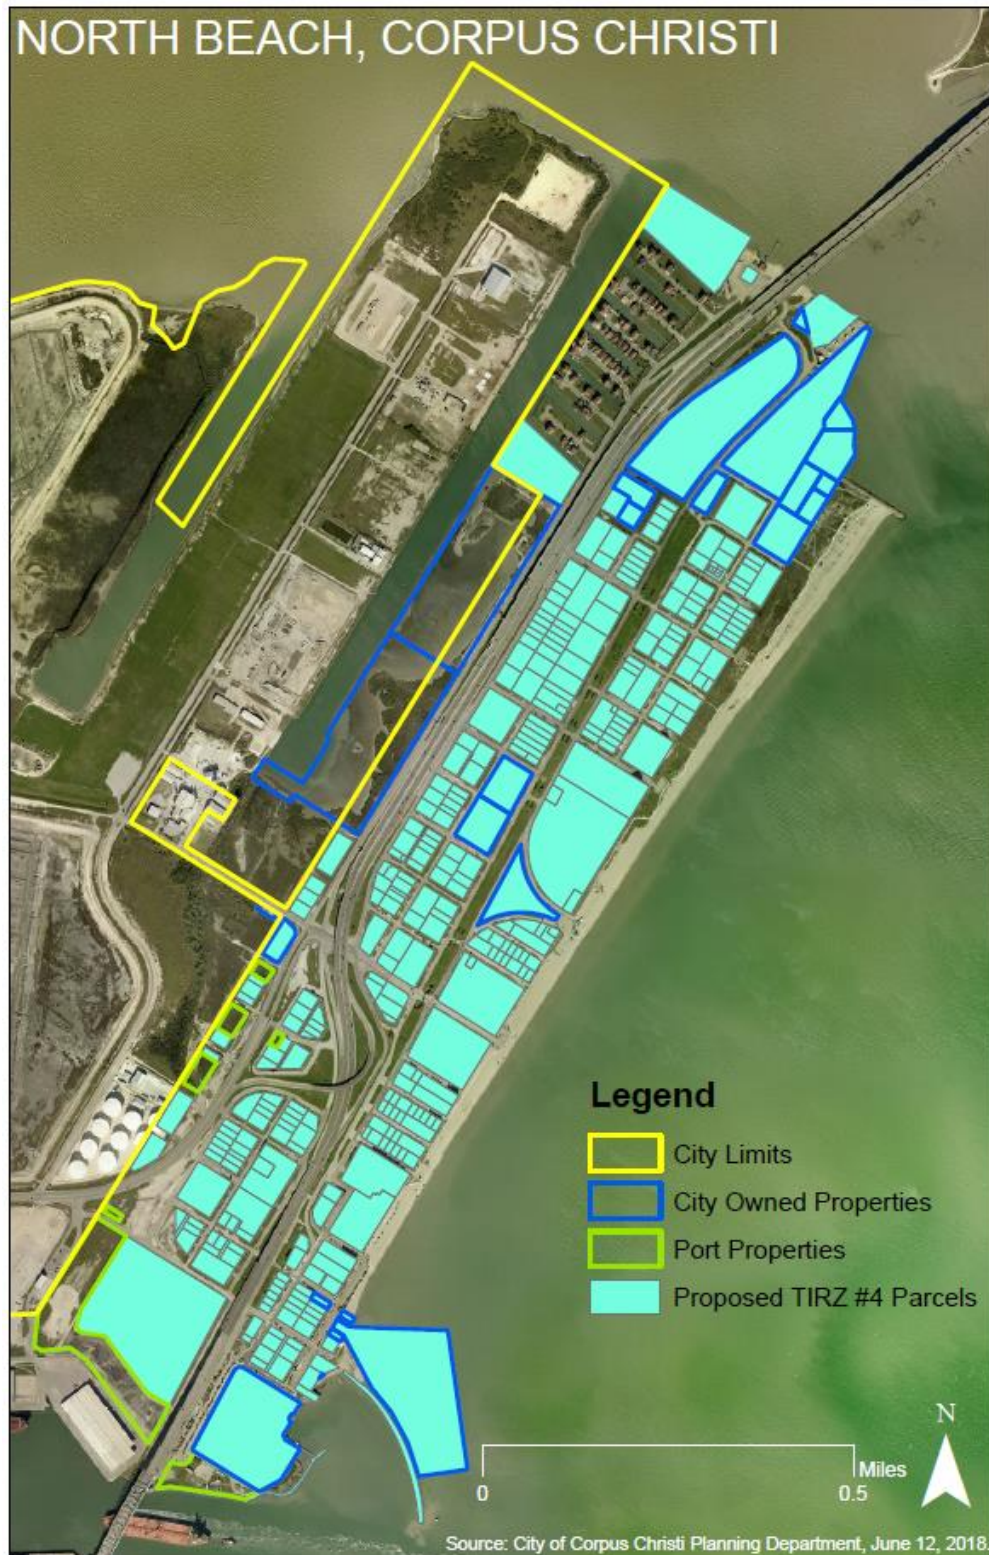 NORTH BEACH, CORPUS CHRISTI
Legend
City Limits
City Owned Properties
Port Properties
Proposed TIRZ #4 Parcels
N
Miles
0
0.5
Source: City of Corpus Christi Planning Department, June 12, 2018.